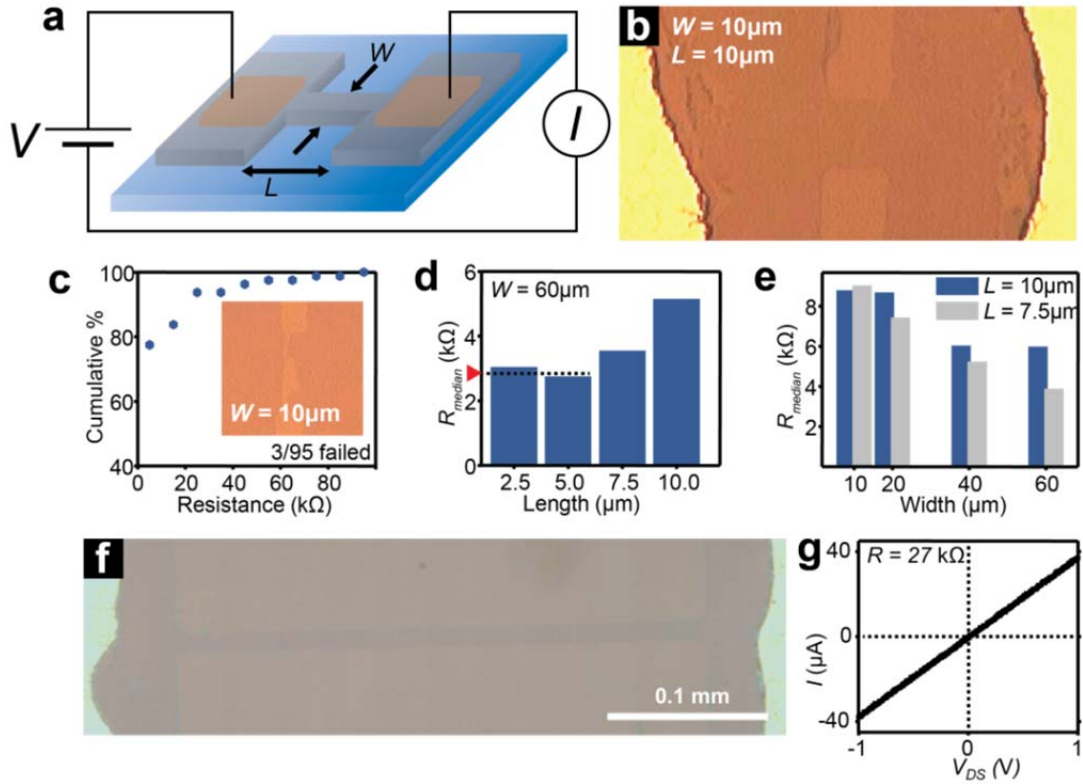 a
V
W
L
I
b
W = 10μm
L = 10μm
c
Cumulative %
100
80
60
40
0
20
40
60
80
Resistance (kΩ)
W = 10μm
3/95 failed
d
R_median (kΩ)
6
4
2
0
W = 60μm
2.5
5.0
7.5
10.0
Length (μm)
e
R_median (kΩ)
8
6
4
2
L = 10μm
L = 7.5μm
10
20
40
60
Width (μm)
f
0.1 mm
g
I (μA)
40
0
-40
R = 27 kΩ
-1
0
1
V_DS (V)